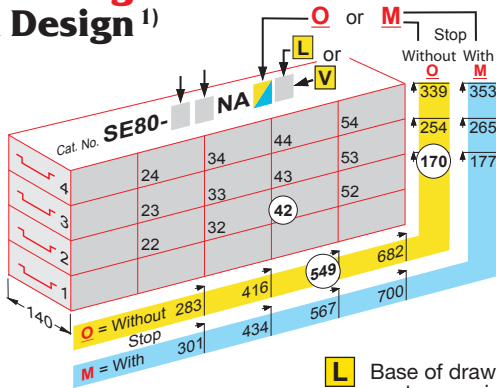 Design 1)
O or M
Stop
Without With
O M
L or
V
Cat. No. SE80- NA
339 353
254 265
170 177
24 34 44 54
23 33 43 53
22 32 42 52
4
3
2
1
140
O = Without 283 416 549 682
Stop
M = With 301 434 567 700
L Base of draw